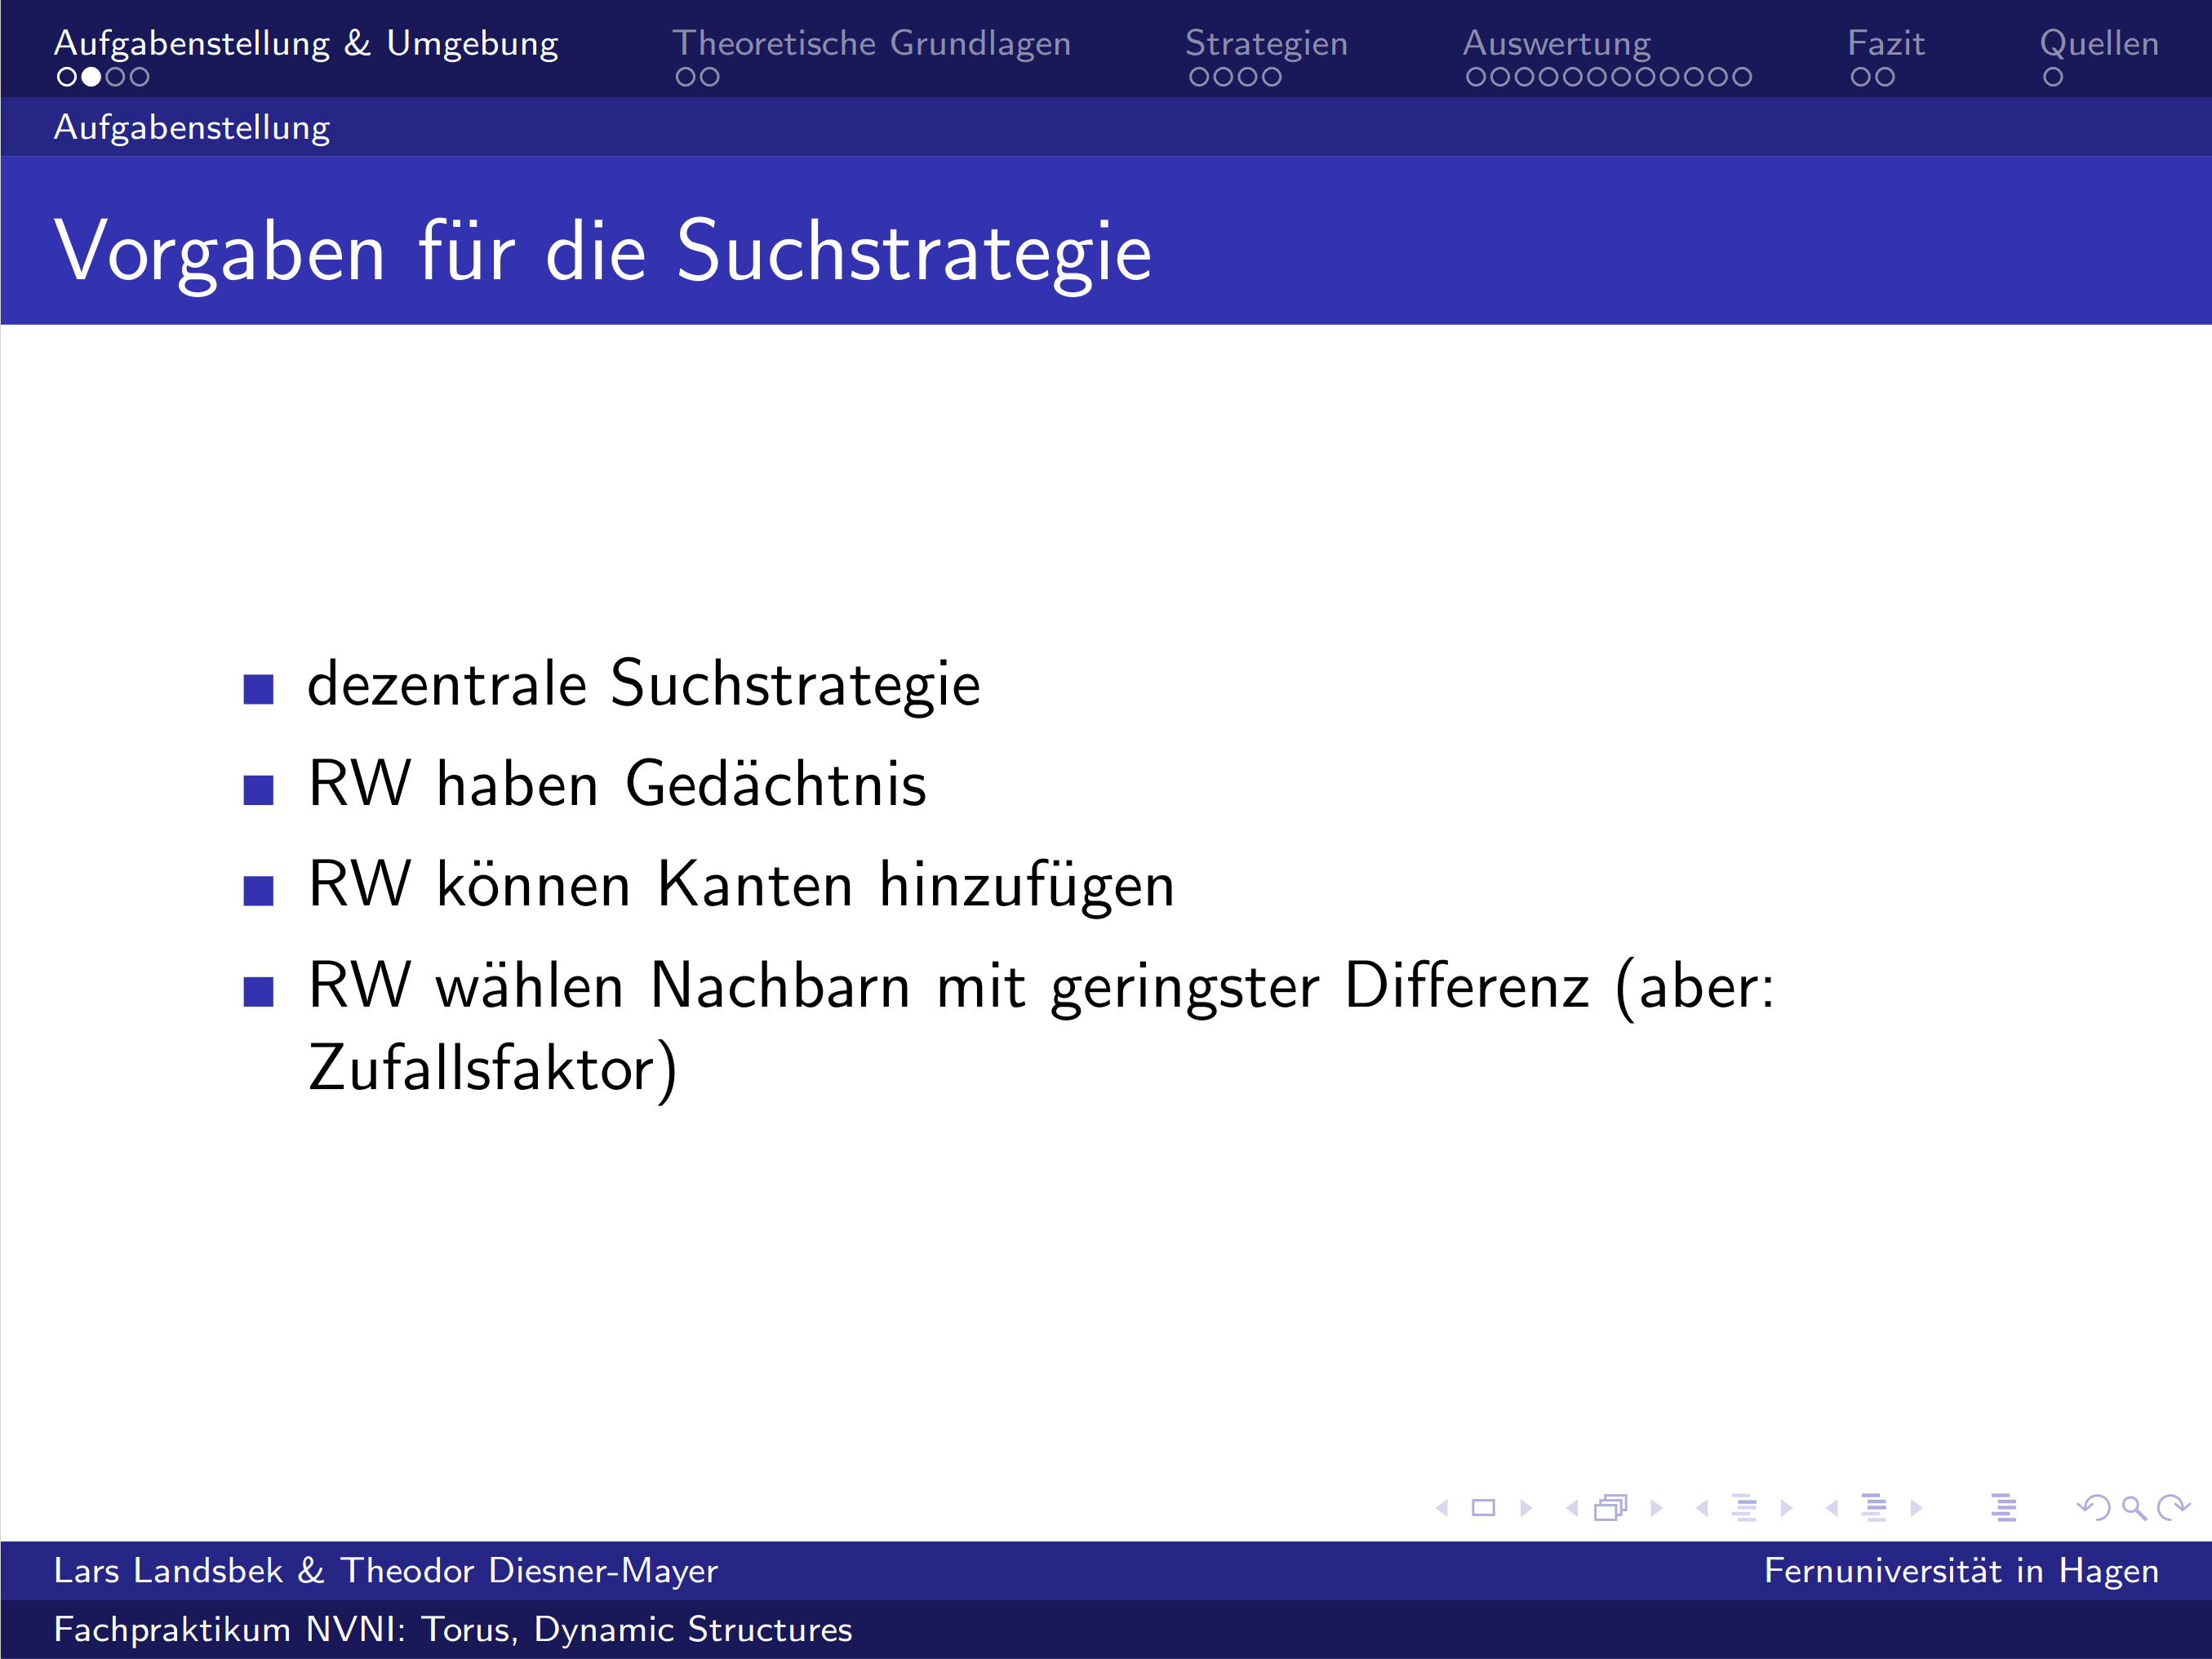 Aufgabenstellung & Umgebung Theoretische Grundlagen Strategien Auswertung Fazit Quellen
Aufgabenstellung
Vorgaben für die Suchstrategie
dezentrale Suchstrategie
RW haben Gedächtnis
RW können Kanten hinzufügen
RW wählen Nachbarn mit geringster Differenz (aber:
Zufallsfaktor)
Lars Landsbek & Theodor Diesner-Mayer Fernuniversität in Hagen
Fachpraktikum NVNI: Torus, Dynamic Structures